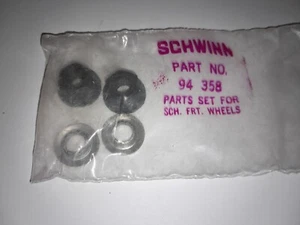 SCHWINN
PART NO.
94 358
PARTS SET FOR
SCH. FRT. WHEELS